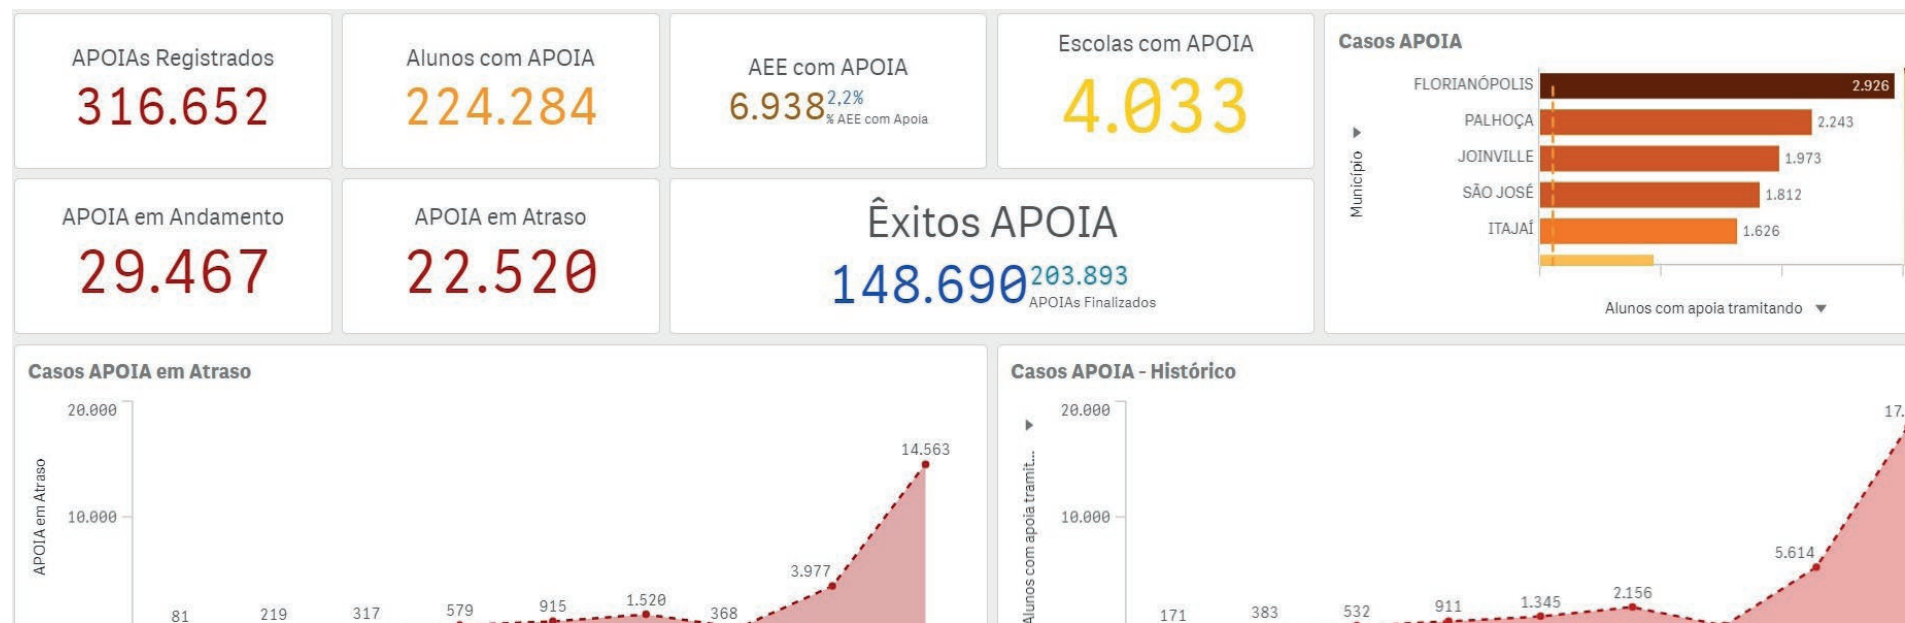 APOIAs Registrados
316.652
Alunos com APOIA
224.284
AEE com APOIA
6.938 2,2%
% AEE com Apoia
Escolas com APOIA
4.033
APOIA em Andamento
29.467
APOIA em Atraso
22.520
Êxitos APOIA
148.690 203.893
APOIAs Finalizados
Casos APOIA
Município
FLORIANÓPOLIS 2.926
PALHOÇA 2.243
JOINVILLE 1.973
SÃO JOSÉ 1.812
ITAJAÍ 1.626
Alunos com apoia tramitando
Casos APOIA em Atraso
APOIA em Atraso
20.000
10.000
81 219 317 579 915 1.520 368 3.977 14.563
Casos APOIA - Histórico
Alunos com apoia tramit...
20.000
10.000
171 383 532 911 1.345 2.156 5.614 17.